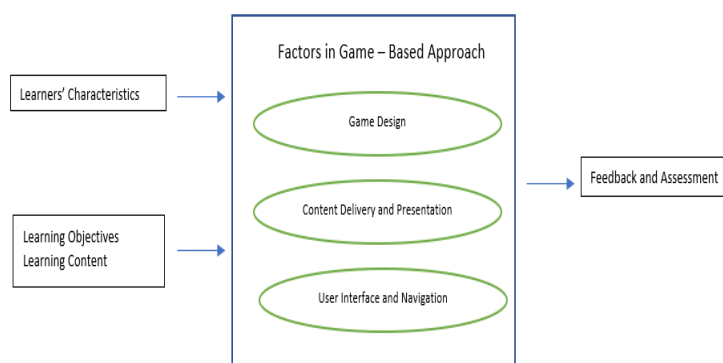 Factors in Game – Based Approach
Learners' Characteristics
Game Design
Feedback and Assessment
Content Delivery and Presentation
Learning Objectives
Learning Content
User Interface and Navigation